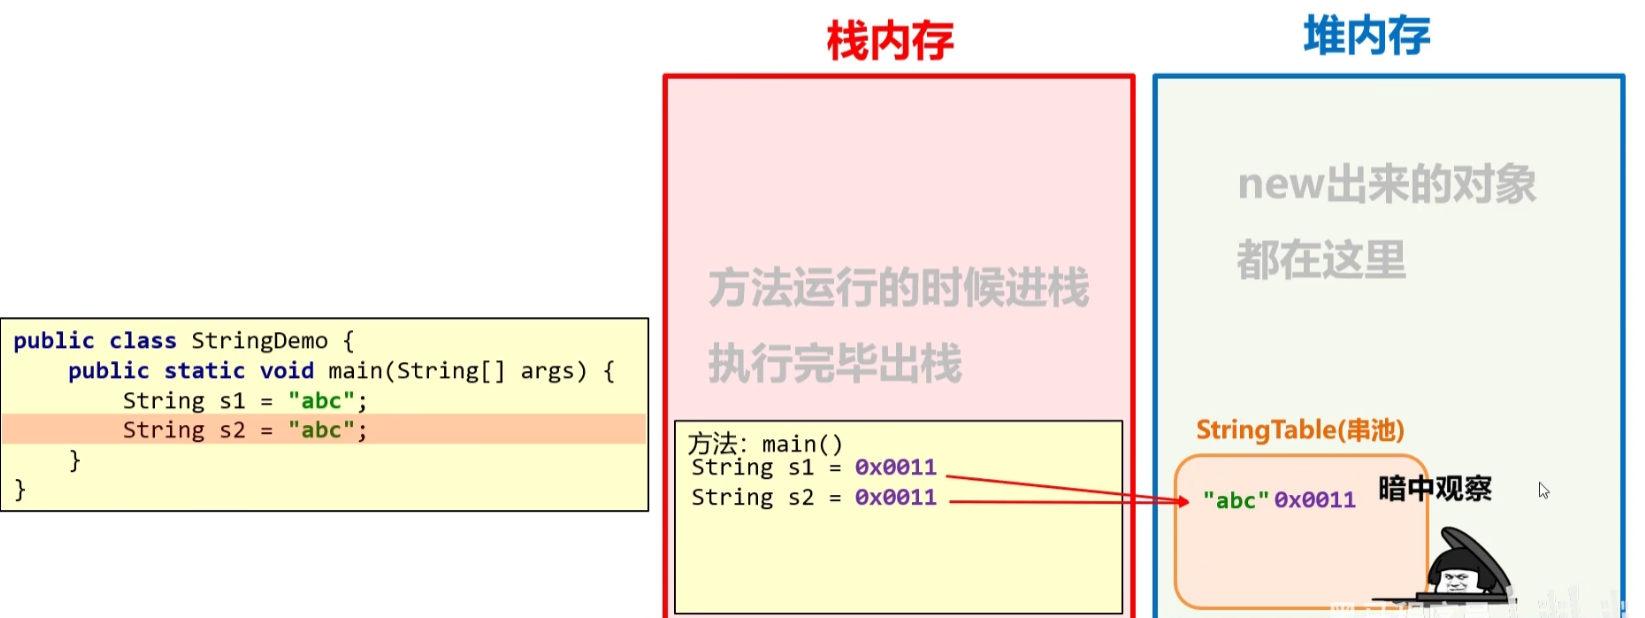 栈内存
堆内存
new出来的对象
都在这里
方法运行的时候进栈
执行完毕出栈
public class StringDemo {
public static void main(String[] args) {
String s1 = "abc";
String s2 = "abc";
}
}
方法：main()
String s1 = 0x0011
String s2 = 0x0011
StringTable(串池)
"abc" 0x0011
暗中观察